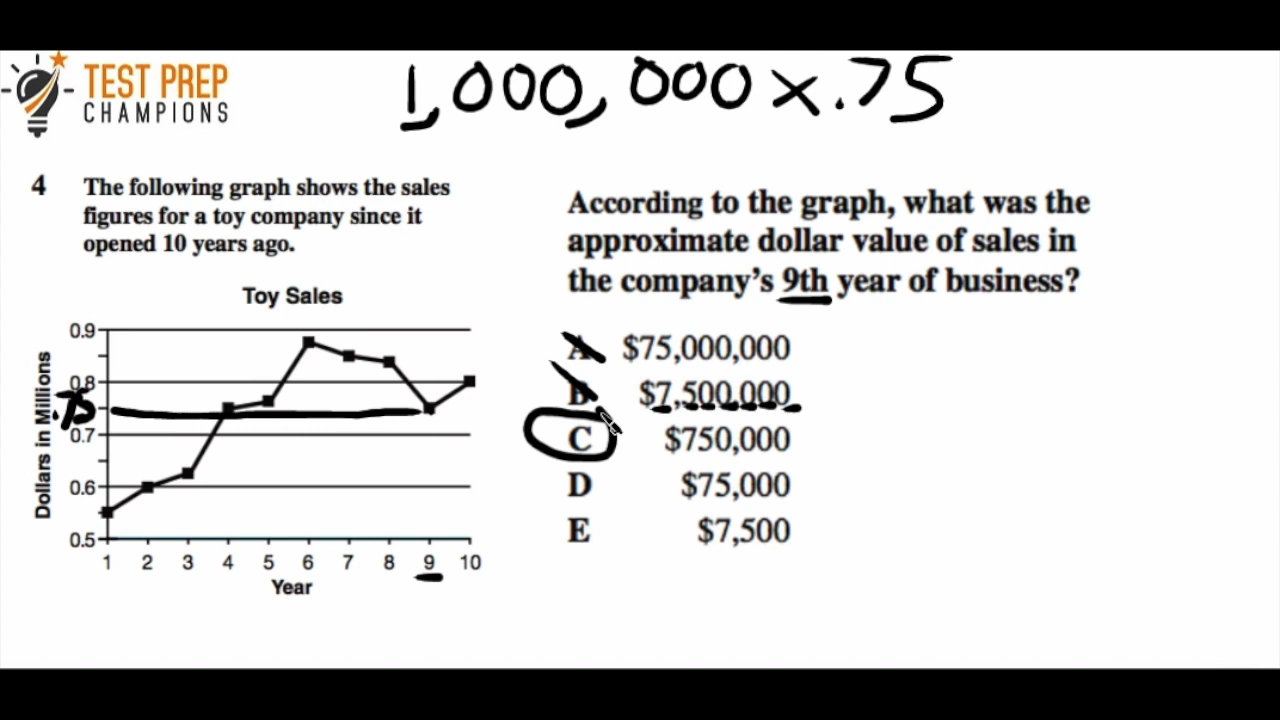 TEST PREP
CHAMPIONS
1,000,000 x .75
4 The following graph shows the sales
figures for a toy company since it
opened 10 years ago.
Toy Sales
Dollars in Millions
0.9
0.8
.75
0.7
0.6
0.5
1 2 3 4 5 6 7 8 9 10
Year
According to the graph, what was the
approximate dollar value of sales in
the company's 9th year of business?
A $75,000,000
B $7,500,000
C $750,000
D $75,000
E $7,500